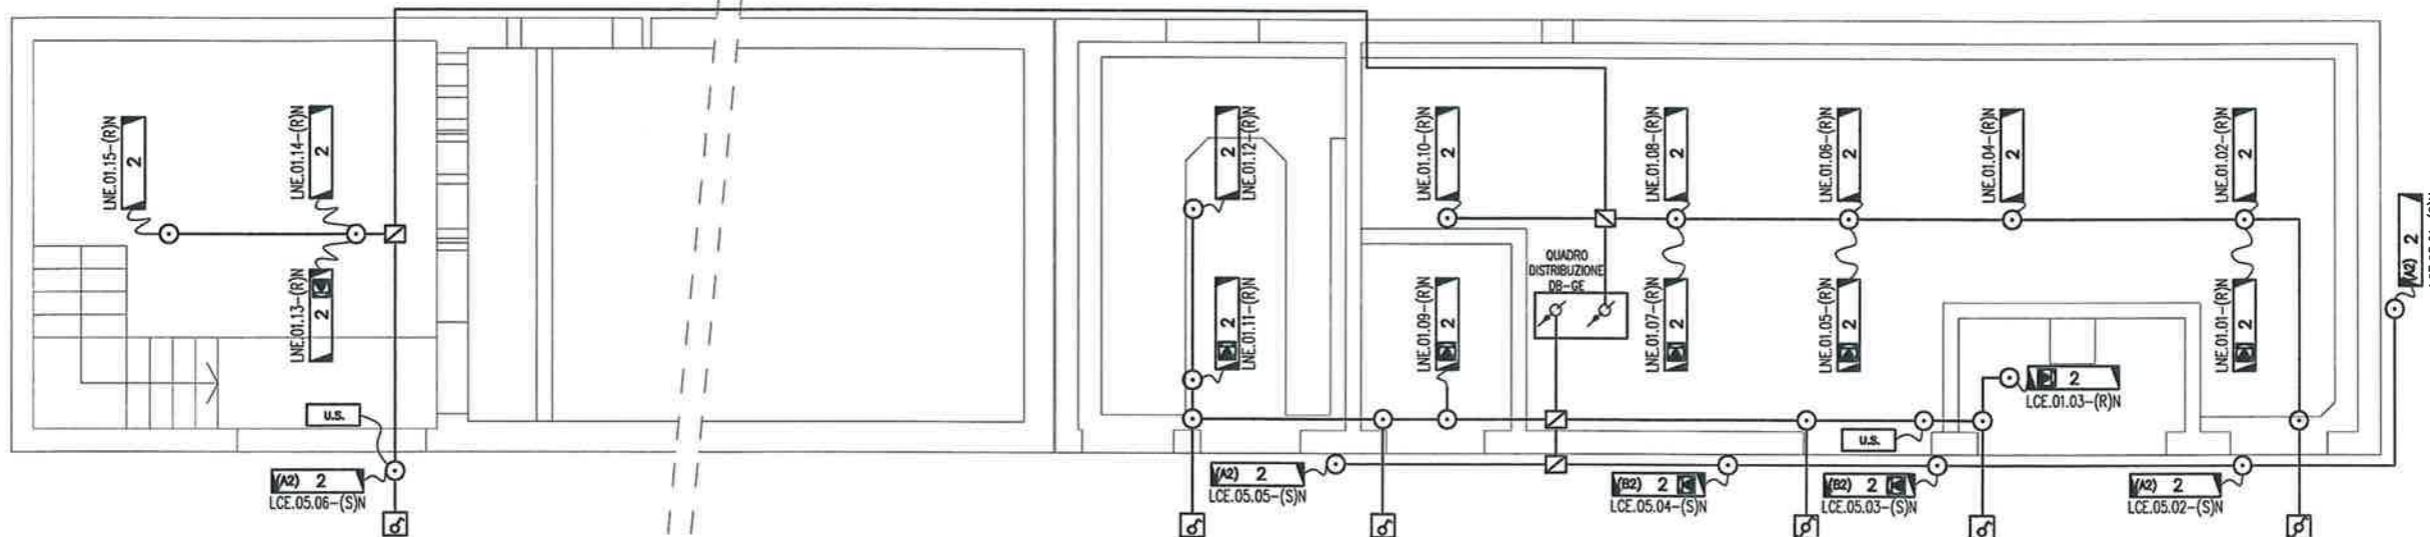 LNE.01.15-(R)N
2
LNE.01.14-(R)N
2
LNE.01.13-(R)N
2
U.S.
(A2) 2
LCE.05.06-(S)N
2
LNE.01.12-(R)N
2
LNE.01.11-(R)N
LNE.01.10-(R)N
2
LNE.01.09-(R)N
2
QUADRO
DISTRIBUZIONE
DB-GE
LNE.01.08-(R)N
2
LNE.01.07-(R)N
2
LNE.01.06-(R)N
2
LNE.01.05-(R)N
2
LNE.01.04-(R)N
2
LNE.01.02-(R)N
2
LNE.01.01-(R)N
2
(A2) 2
2
LCE.01.03-(R)N
U.S.
(A2) 2
LCE.05.05-(S)N
(B2) 2
LCE.05.04-(S)N
(B2) 2
LCE.05.03-(S)N
(A2) 2
LCE.05.02-(S)N